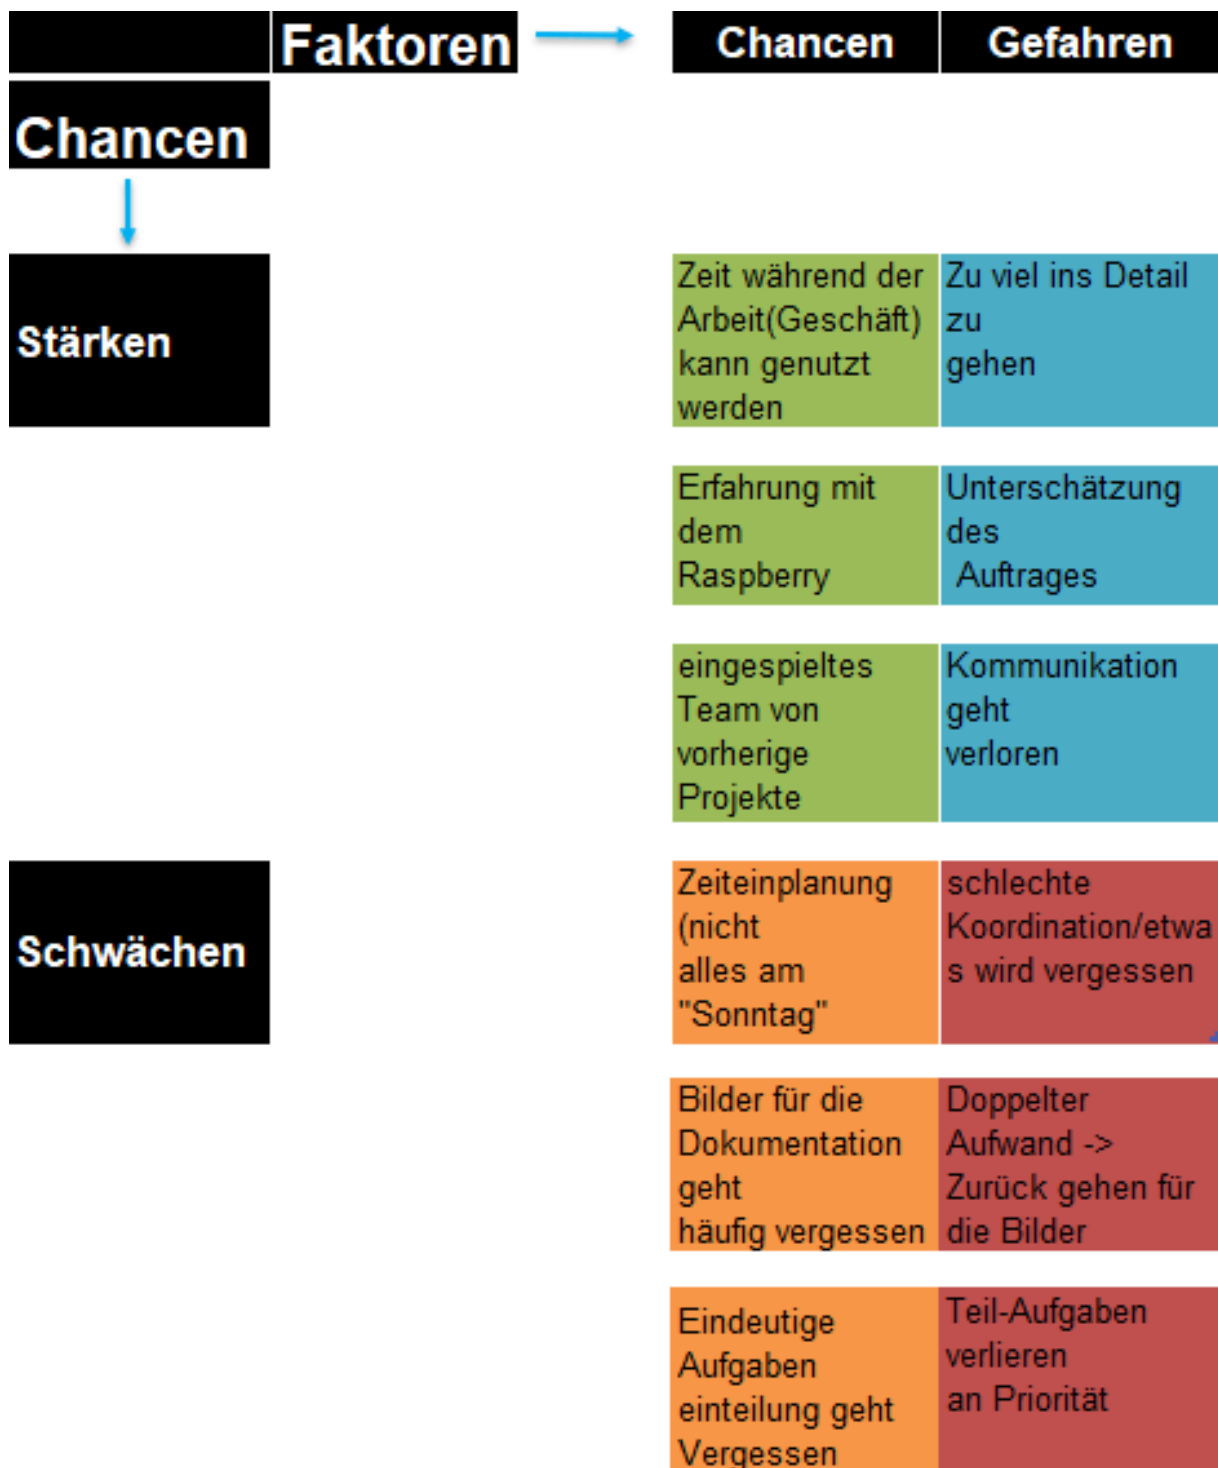 Faktoren
Chancen
Gefahren
Chancen
Stärken
Zeit während der
Arbeit(Geschäft)
kann genutzt
werden
Zu viel ins Detail
zu
gehen
Erfahrung mit
dem
Raspberry
Unterschätzung
des
Auftrages
eingespieltes
Team von
vorherige
Projekte
Kommunikation
geht
verloren
Schwächen
Zeiteinplanung
(nicht
alles am
"Sonntag"
schlechte
Koordination/etwa
s wird vergessen
Bilder für die
Dokumentation
geht
häufig vergessen
Doppelter
Aufwand ->
Zurück gehen für
die Bilder
Eindeutige
Aufgaben
einteilung geht
Vergessen
Teil-Aufgaben
verlieren
an Priorität